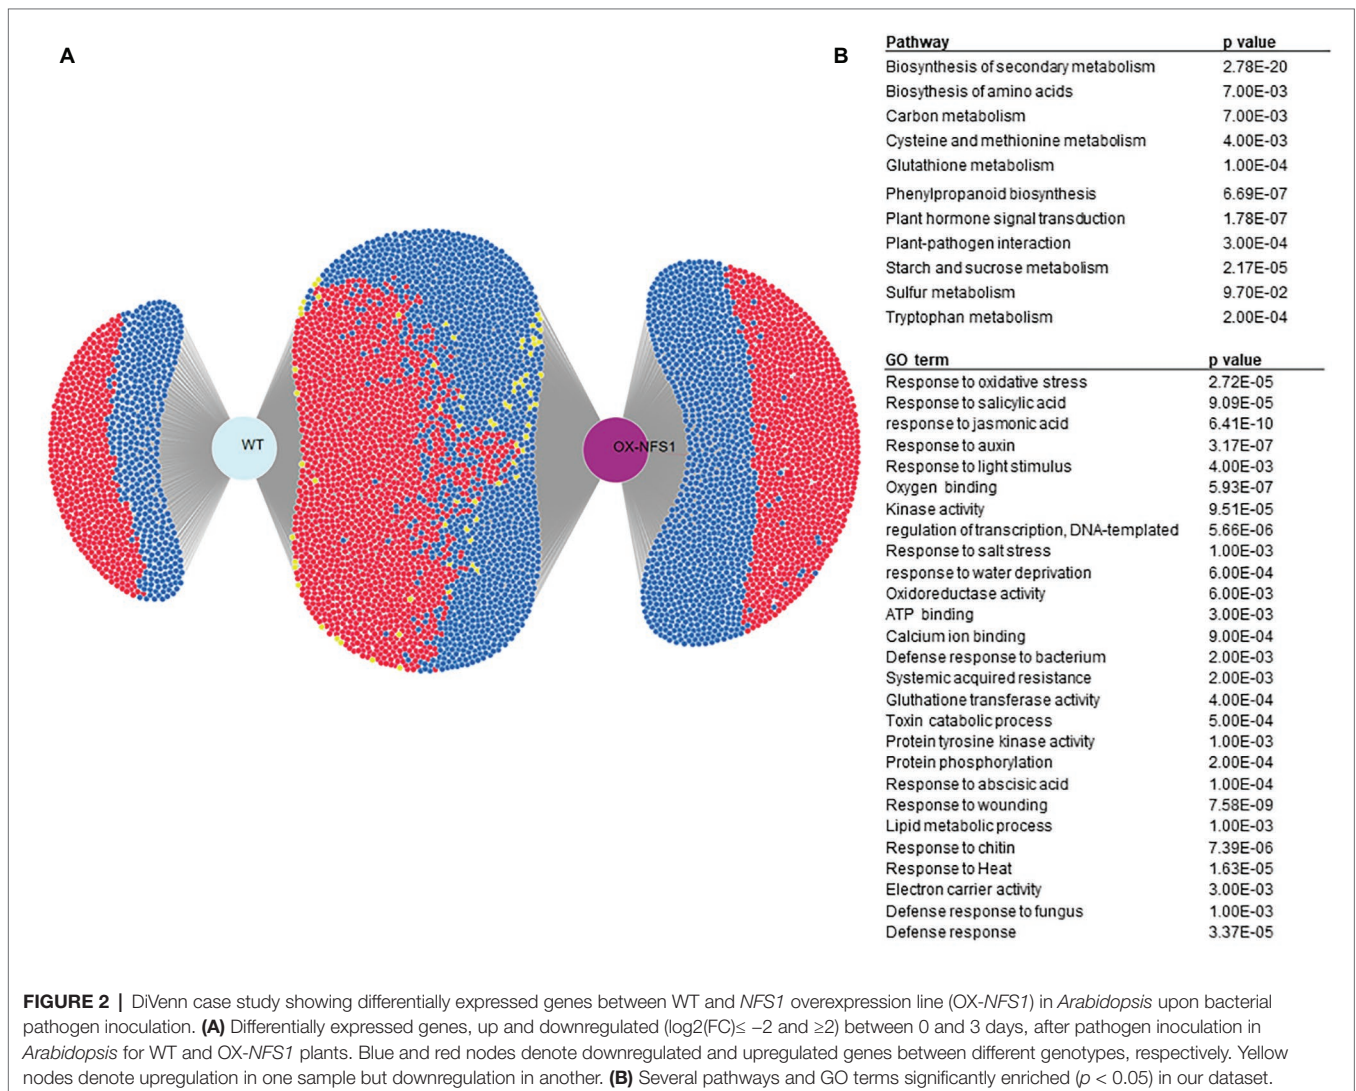 A
B
WT
OX-NFS1
Pathway p value
Biosynthesis of secondary metabolism 2.78E-20
Biosythesis of amino acids 7.00E-03
Carbon metabolism 7.00E-03
Cysteine and methionine metabolism 4.00E-03
Glutathione metabolism 1.00E-04
Phenylpropanoid biosynthesis 6.69E-07
Plant hormone signal transduction 1.78E-07
Plant-pathogen interaction 3.00E-04
Starch and sucrose metabolism 2.17E-05
Sulfur metabolism 9.70E-02
Tryptophan metabolism 2.00E-04
GO term p value
Response to oxidative stress 2.72E-05
Response to salicylic acid 9.09E-05
response to jasmonic acid 6.41E-10
Response to auxin 3.17E-07
Response to light stimulus 4.00E-03
Oxygen binding 5.93E-07
Kinase activity 9.51E-05
regulation of transcription, DNA-templated 5.66E-06
Response to salt stress 1.00E-03
response to water deprivation 6.00E-04
Oxidoreductase activity 6.00E-03
ATP binding 3.00E-03
Calcium ion binding 9.00E-04
Defense response to bacterium 2.00E-03
Systemic acquired resistance 2.00E-03
Gluthatione transferase activity 4.00E-04
Toxin catabolic process 5.00E-04
Protein tyrosine kinase activity 1.00E-03
Protein phosphorylation 2.00E-04
Response to abscisic acid 1.00E-04
Response to wounding 7.58E-09
Lipid metabolic process 1.00E-03
Response to chitin 7.39E-06
Response to Heat 1.63E-05
Electron carrier activity 3.00E-03
Defense response to fungus 1.00E-03
Defense response 3.37E-05
FIGURE 2 | DiVenn case study showing differentially expressed genes between WT and NFS1 overexpression line (OX-NFS1) in Arabidopsis upon bacterial
pathogen inoculation. (A) Differentially expressed genes, up and downregulated (log2(FC)≤ −2 and ≥2) between 0 and 3 days, after pathogen inoculation in
Arabidopsis for WT and OX-NFS1 plants. Blue and red nodes denote downregulated and upregulated genes between different genotypes, respectively. Yellow
nodes denote upregulation in one sample but downregulation in another. (B) Several pathways and GO terms significantly enriched (p < 0.05) in our dataset.